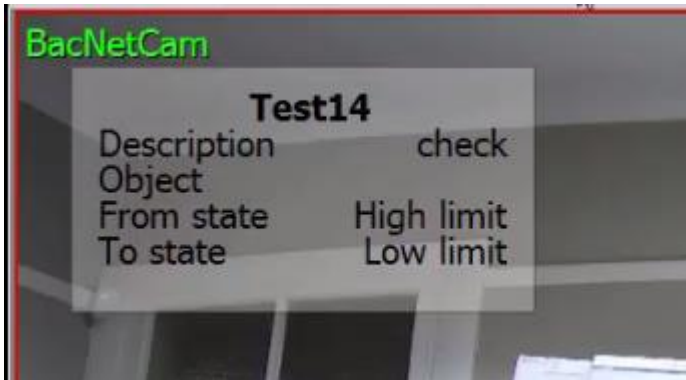 BacNetCam
Test14
Description check
Object
From state High limit
To state Low limit